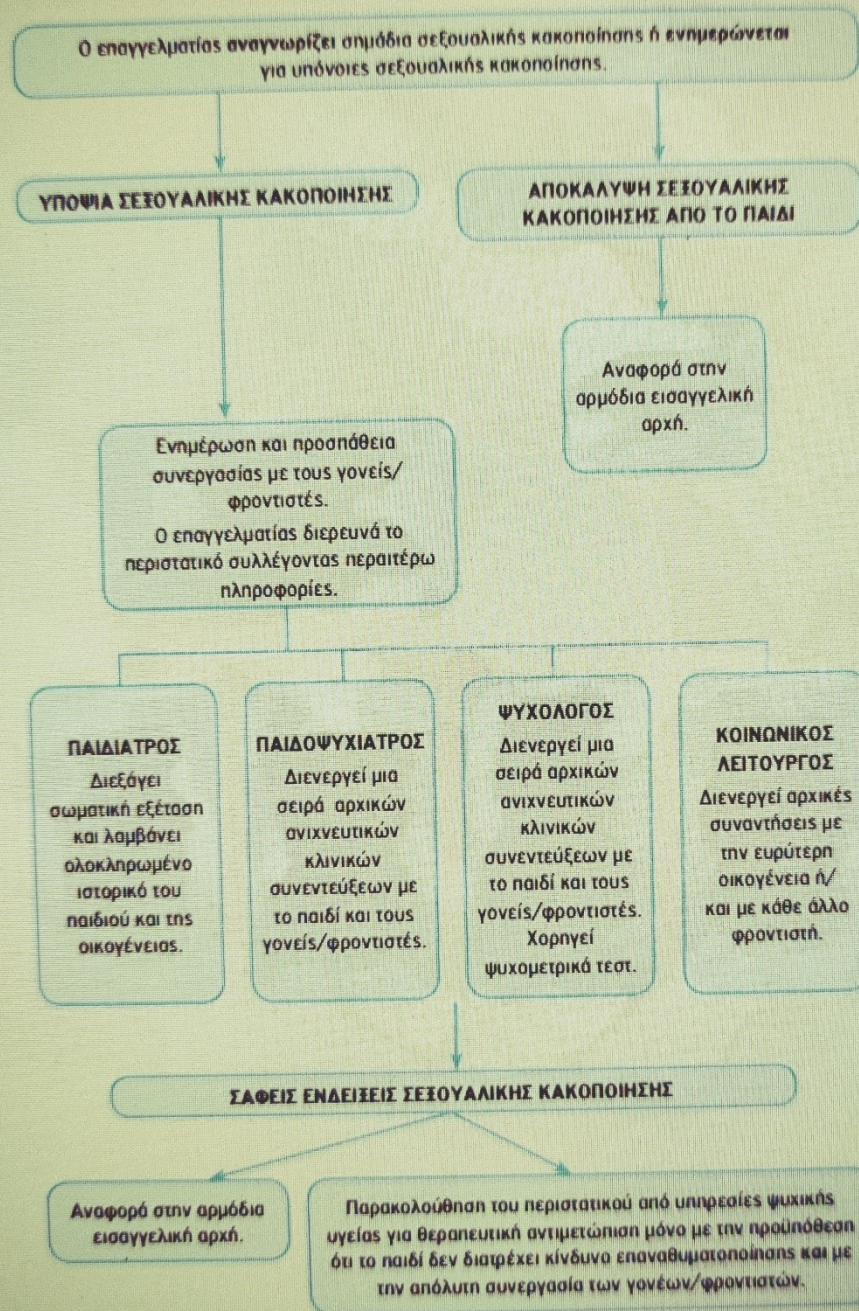 Ο επαγγελματίας αναγνωρίζει σημάδια σεξουαλικής κακοποίησης ή ενημερώνεται
για υπόνοιες σεξουαλικής κακοποίησης.
ΥΠΟΨΙΑ ΣΕΞΟΥΑΛΙΚΗΣ ΚΑΚΟΠΟΙΗΣΗΣ
ΑΠΟΚΑΛΥΨΗ ΣΕΞΟΥΑΛΙΚΗΣ
ΚΑΚΟΠΟΙΗΣΗΣ ΑΠΟ ΤΟ ΠΑΙΔΙ
Αναφορά στην
αρμόδια εισαγγελική
αρχή.
Ενημέρωση και προσπάθεια
συνεργασίας με τους γονείς/
φροντιστές.
Ο επαγγελματίας διερευνά το
περιστατικό συλλέγοντας περαιτέρω
πληροφορίες.
ΠΑΙΔΙΑΤΡΟΣ
Διεξάγει
σωματική εξέταση
και λαμβάνει
ολοκληρωμένο
ιστορικό του
παιδιού και της
οικογένειας.
ΠΑΙΔΟΨΥΧΙΑΤΡΟΣ
Διενεργεί μια
σειρά αρχικών
ανιχνευτικών
κλινικών
συνεντεύξεων με
το παιδί και τους
γονείς/φροντιστές.
ΨΥΧΟΛΟΓΟΣ
Διενεργεί μια
σειρά αρχικών
ανιχνευτικών
κλινικών
συνεντεύξεων με
το παιδί και τους
γονείς/φροντιστές.
Χορηγεί
ψυχομετρικά τεστ.
ΚΟΙΝΩΝΙΚΟΣ
ΛΕΙΤΟΥΡΓΟΣ
Διενεργεί αρχικές
συναντήσεις με
την ευρύτερη
οικογένεια ή/
και με κάθε άλλο
φροντιστή.
ΣΑΦΕΙΣ ΕΝΔΕΙΞΕΙΣ ΣΕΞΟΥΑΛΙΚΗΣ ΚΑΚΟΠΟΙΗΣΗΣ
Αναφορά στην αρμόδια
εισαγγελική αρχή.
Παρακολούθηση του περιστατικού από υπηρεσίες ψυχικής
υγείας για θεραπευτική αντιμετώπιση μόνο με την προϋπόθεση
ότι το παιδί δεν διατρέχει κίνδυνο επαναθυματοποίησης και με
την απόλυτη συνεργασία των γονέων/φροντιστών.